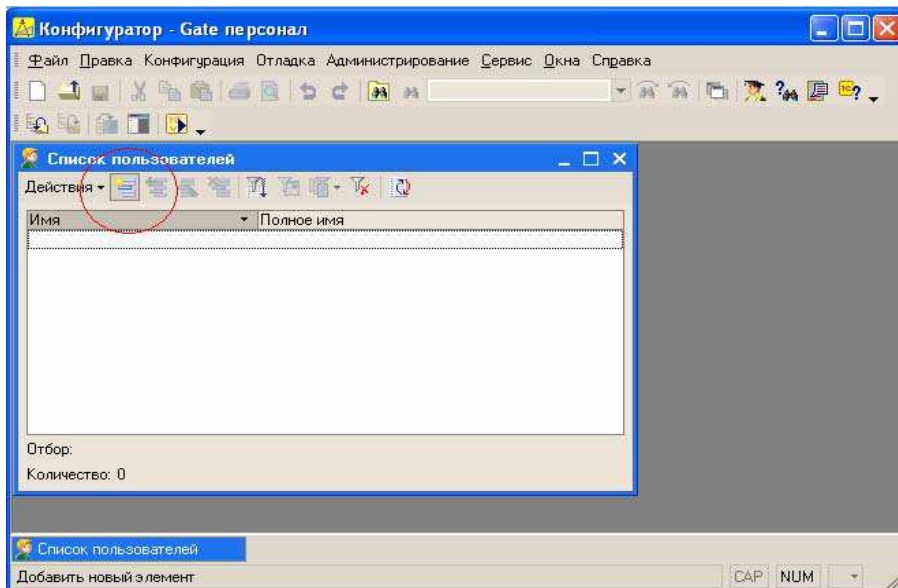 Конфигуратор - Gate персонал
Файл Правка Конфигурация Отладка Администрирование Сервис Окна Справка
Список пользователей
Действия
Имя Полное имя
Отбор:
Количество: 0
Список пользователей
Добавить новый элемент CAP NUM